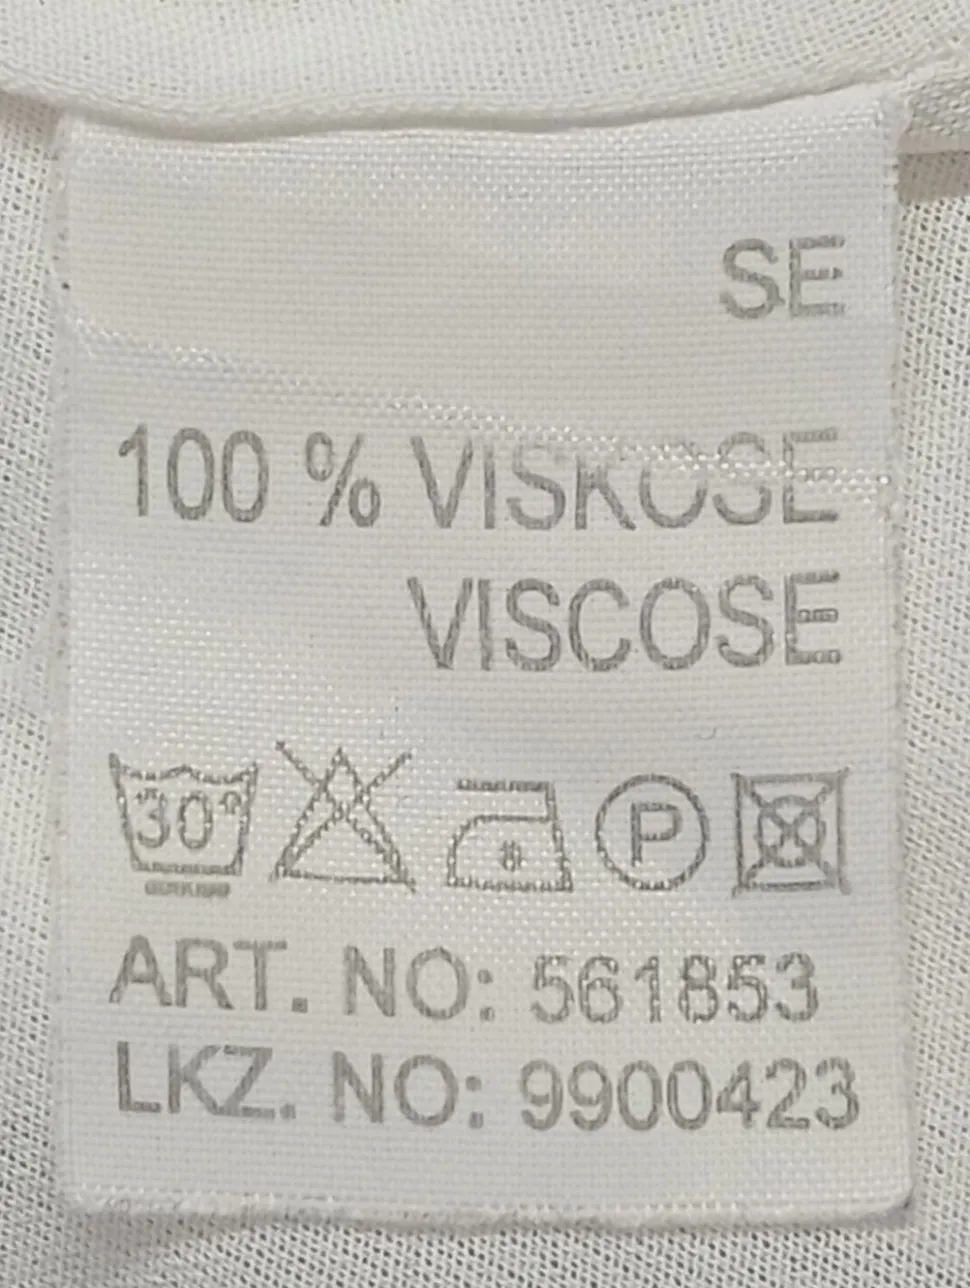 SE
100 % VISKOSE
VISCOSE
30°
P
ART. NO: 561853
LKZ. NO: 9900423